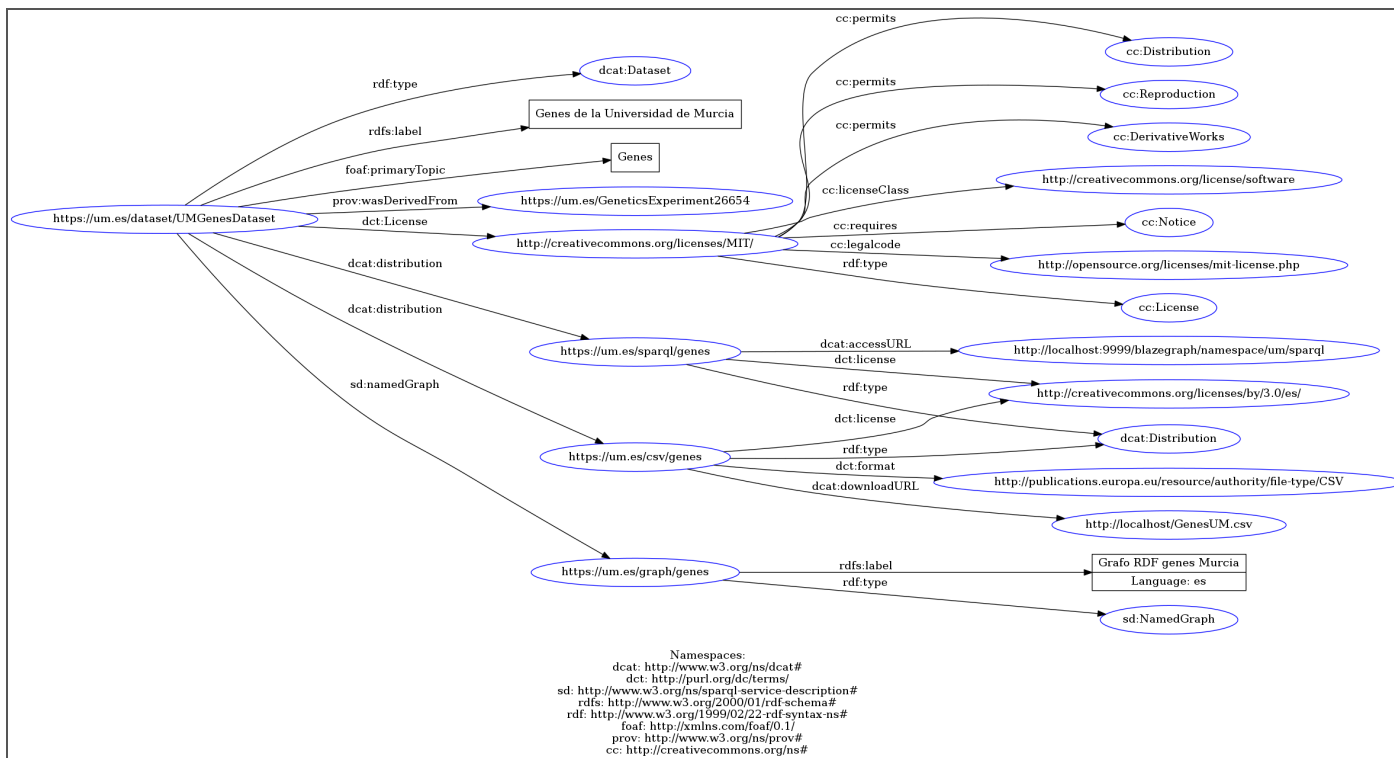 cc:permits
cc:Distribution
rdf:type
dcat:Dataset
cc:permits
cc:Reproduction
rdfs:label
Genes de la Universidad de Murcia
cc:permits
cc:DerivativeWorks
foaf:primaryTopic
Genes
cc:licenseClass
http://creativecommons.org/license/software
prov:wasDerivedFrom
https://um.es/GeneticsExperiment26654
https://um.es/dataset/UMGenesDataset
dct:License
http://creativecommons.org/licenses/MIT/
cc:requires
cc:Notice
cc:legalcode
http://opensource.org/licenses/mit-license.php
rdf:type
cc:License
dcat:distribution
https://um.es/sparql/genes
dcat:accessURL
http://localhost:9999/blazegraph/namespace/um/sparql
dct:license
http://creativecommons.org/licenses/by/3.0/es/
rdf:type
dcat:distribution
dct:license
dcat:Distribution
https://um.es/csv/genes
rdf:type
dct:format
http://publications.europa.eu/resource/authority/file-type/CSV
dcat:downloadURL
http://localhost/GenesUM.csv
sd:namedGraph
https://um.es/graph/genes
rdfs:label
Grafo RDF genes Murcia
Language: es
rdf:type
sd:NamedGraph
Namespaces:
dcat: http://www.w3.org/ns/dcat#
dct: http://purl.org/dc/terms/
sd: http://www.w3.org/ns/sparql-service-description#
rdfs: http://www.w3.org/2000/01/rdf-schema#
rdf: http://www.w3.org/1999/02/22-rdf-syntax-ns#
foaf: http://xmlns.com/foaf/0.1/
prov: http://www.w3.org/ns/prov#
cc: http://creativecommons.org/ns#